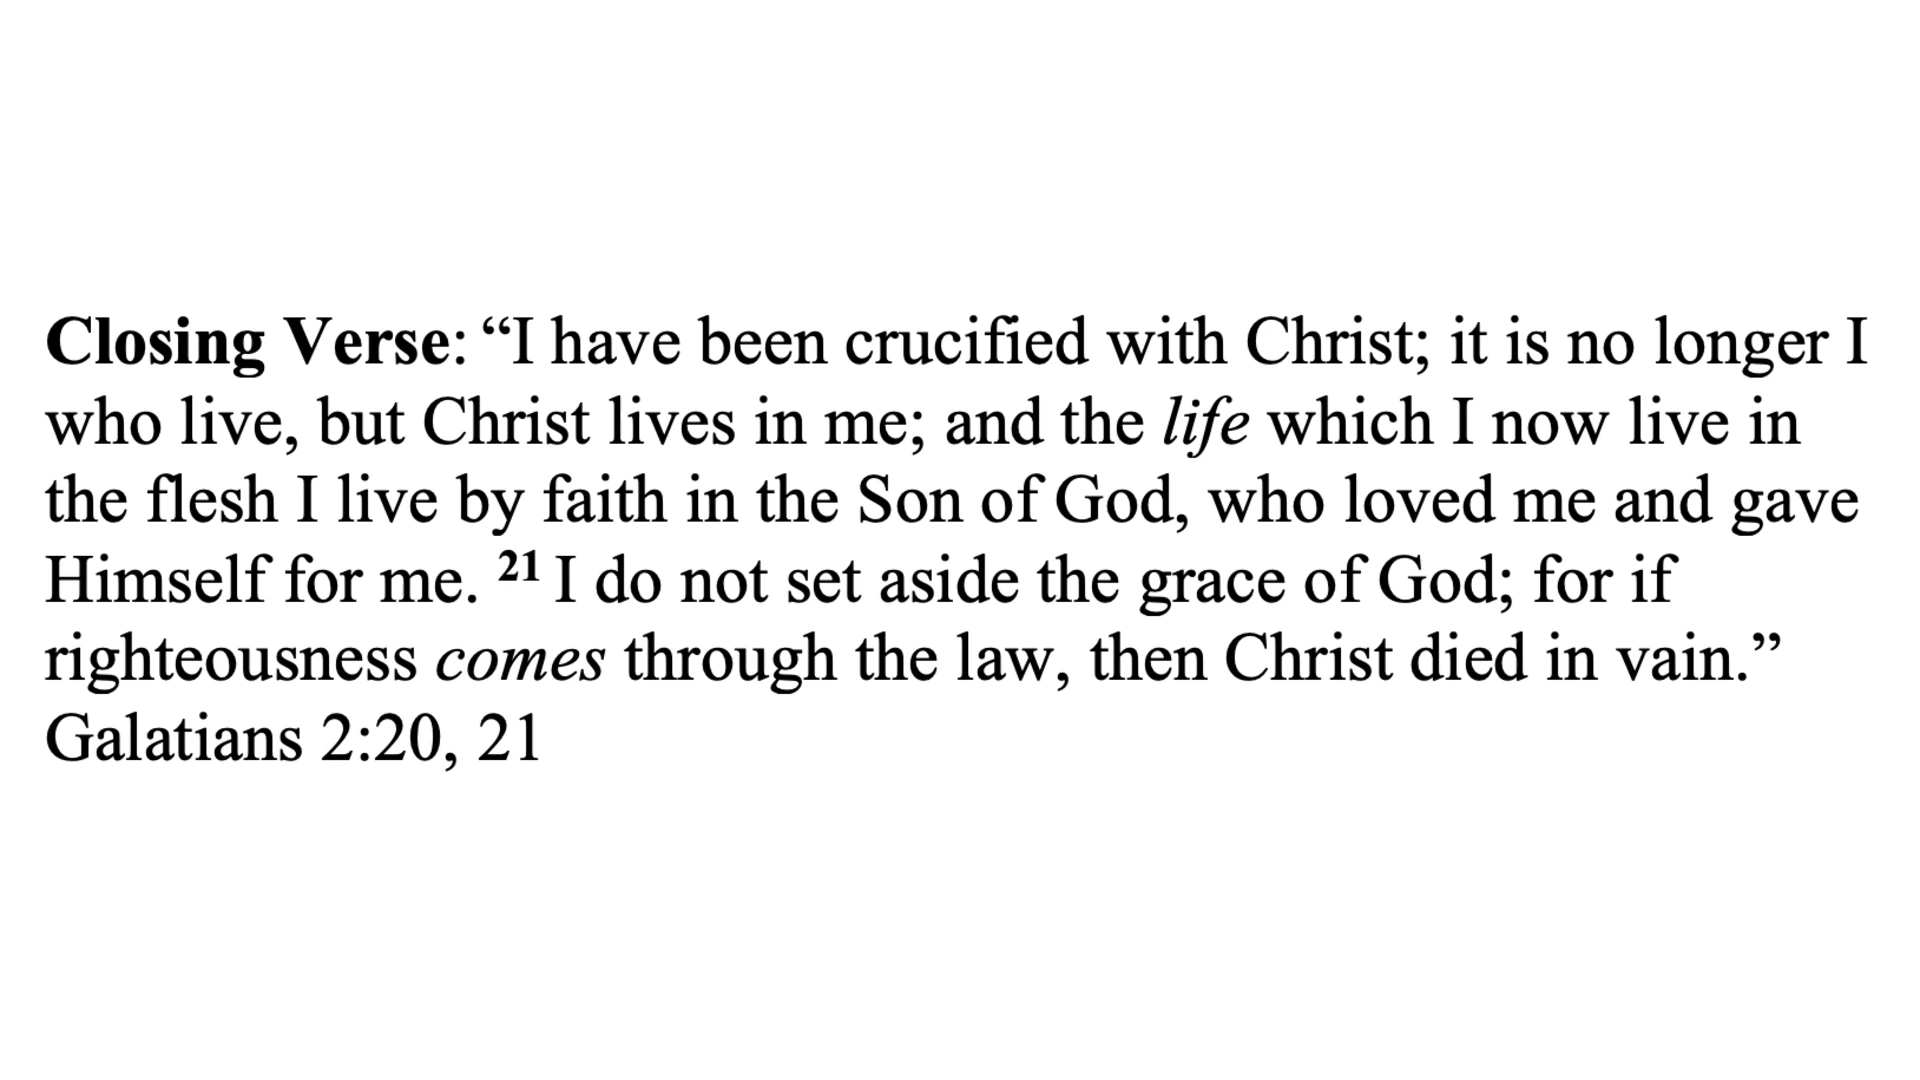 Closing Verse: “I have been crucified with Christ; it is no longer I
who live, but Christ lives in me; and the life which I now live in
the flesh I live by faith in the Son of God, who loved me and gave
Himself for me. 21 I do not set aside the grace of God; for if
righteousness comes through the law, then Christ died in vain.”
Galatians 2:20, 21